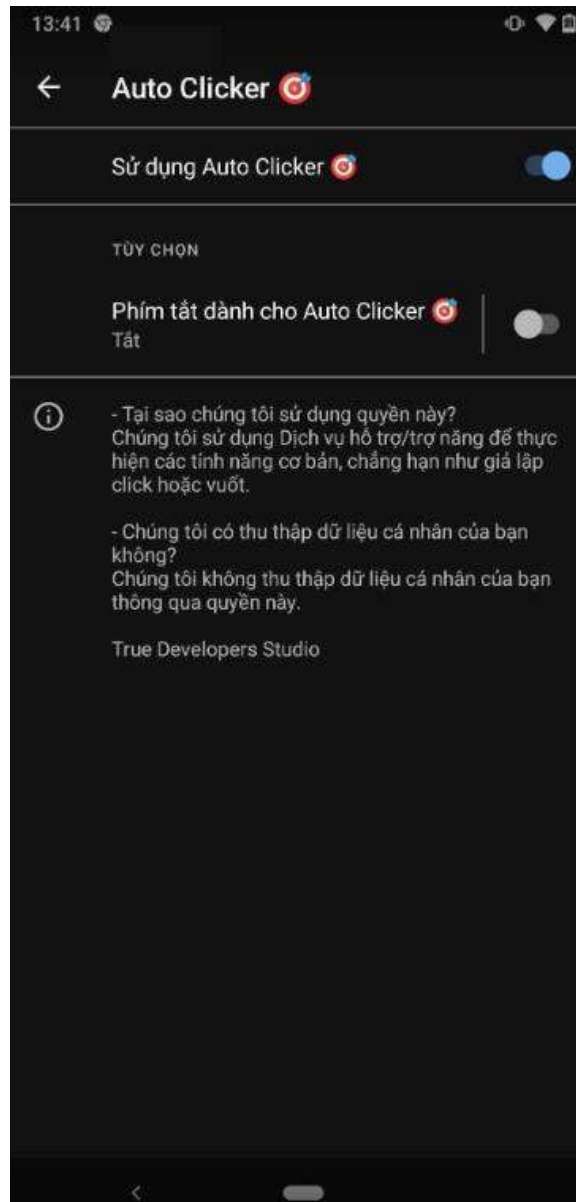 13:41
Auto Clicker 🎯
Sử dụng Auto Clicker 🎯
TÙY CHỌN
Phím tắt dành cho Auto Clicker 🎯
Tắt
- Tại sao chúng tôi sử dụng quyền này?
Chúng tôi sử dụng Dịch vụ hỗ trợ/trợ năng để thực
hiện các tính năng cơ bản, chẳng hạn như giả lập
click hoặc vuốt.
- Chúng tôi có thu thập dữ liệu cá nhân của bạn
không?
Chúng tôi không thu thập dữ liệu cá nhân của bạn
thông qua quyền này.
True Developers Studio